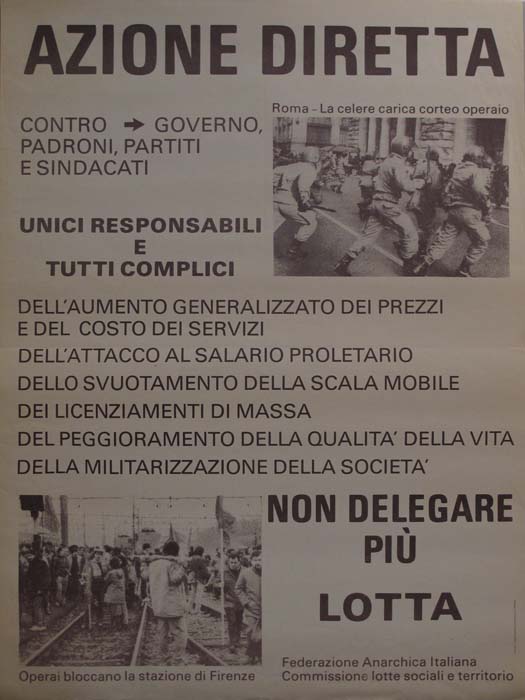 AZIONE DIRETTA
CONTRO ➔ GOVERNO,
PADRONI, PARTITI
E SINDACATI
Roma - La celere carica corteo operaio
UNICI RESPONSABILI
E
TUTTI COMPLICI
DELL'AUMENTO GENERALIZZATO DEI PREZZI
E DEL COSTO DEI SERVIZI
DELL'ATTACCO AL SALARIO PROLETARIO
DELLO SVUOTAMENTO DELLA SCALA MOBILE
DEI LICENZIAMENTI DI MASSA
DEL PEGGIORAMENTO DELLA QUALITA' DELLA VITA
DELLA MILITARIZZAZIONE DELLA SOCIETA'
Operai bloccano la stazione di Firenze
NON DELEGARE
PIÙ
LOTTA
Federazione Anarchica Italiana
Commissione lotte sociali e territorio